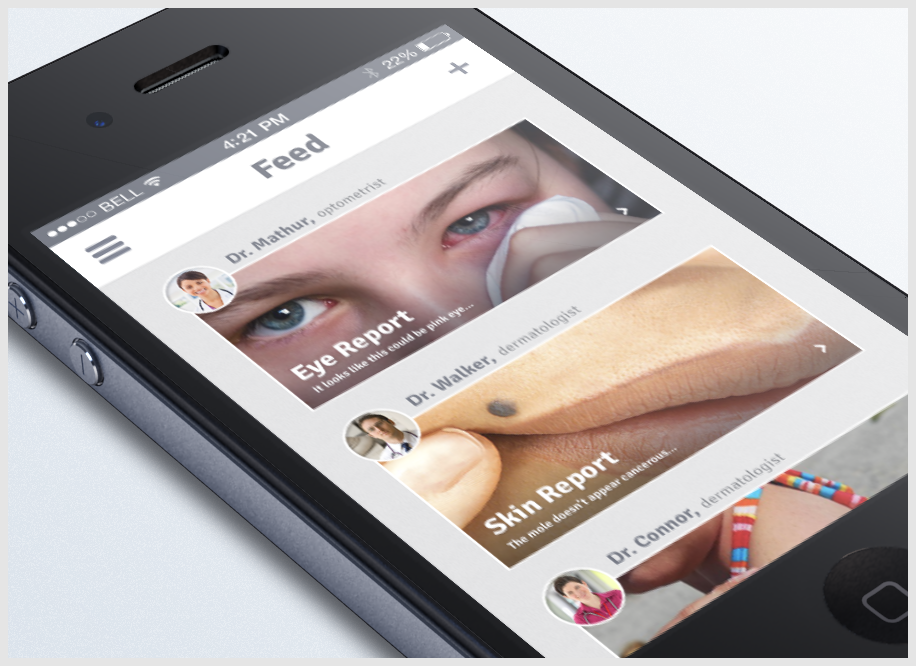 BELL 4:21 PM 22%
Feed
Dr. Mathur, optometrist
Eye Report
It looks like this could be pink eye...
Dr. Walker, dermatologist
Skin Report
The mole doesn't appear cancerous...
Dr. Connor, dermatologist